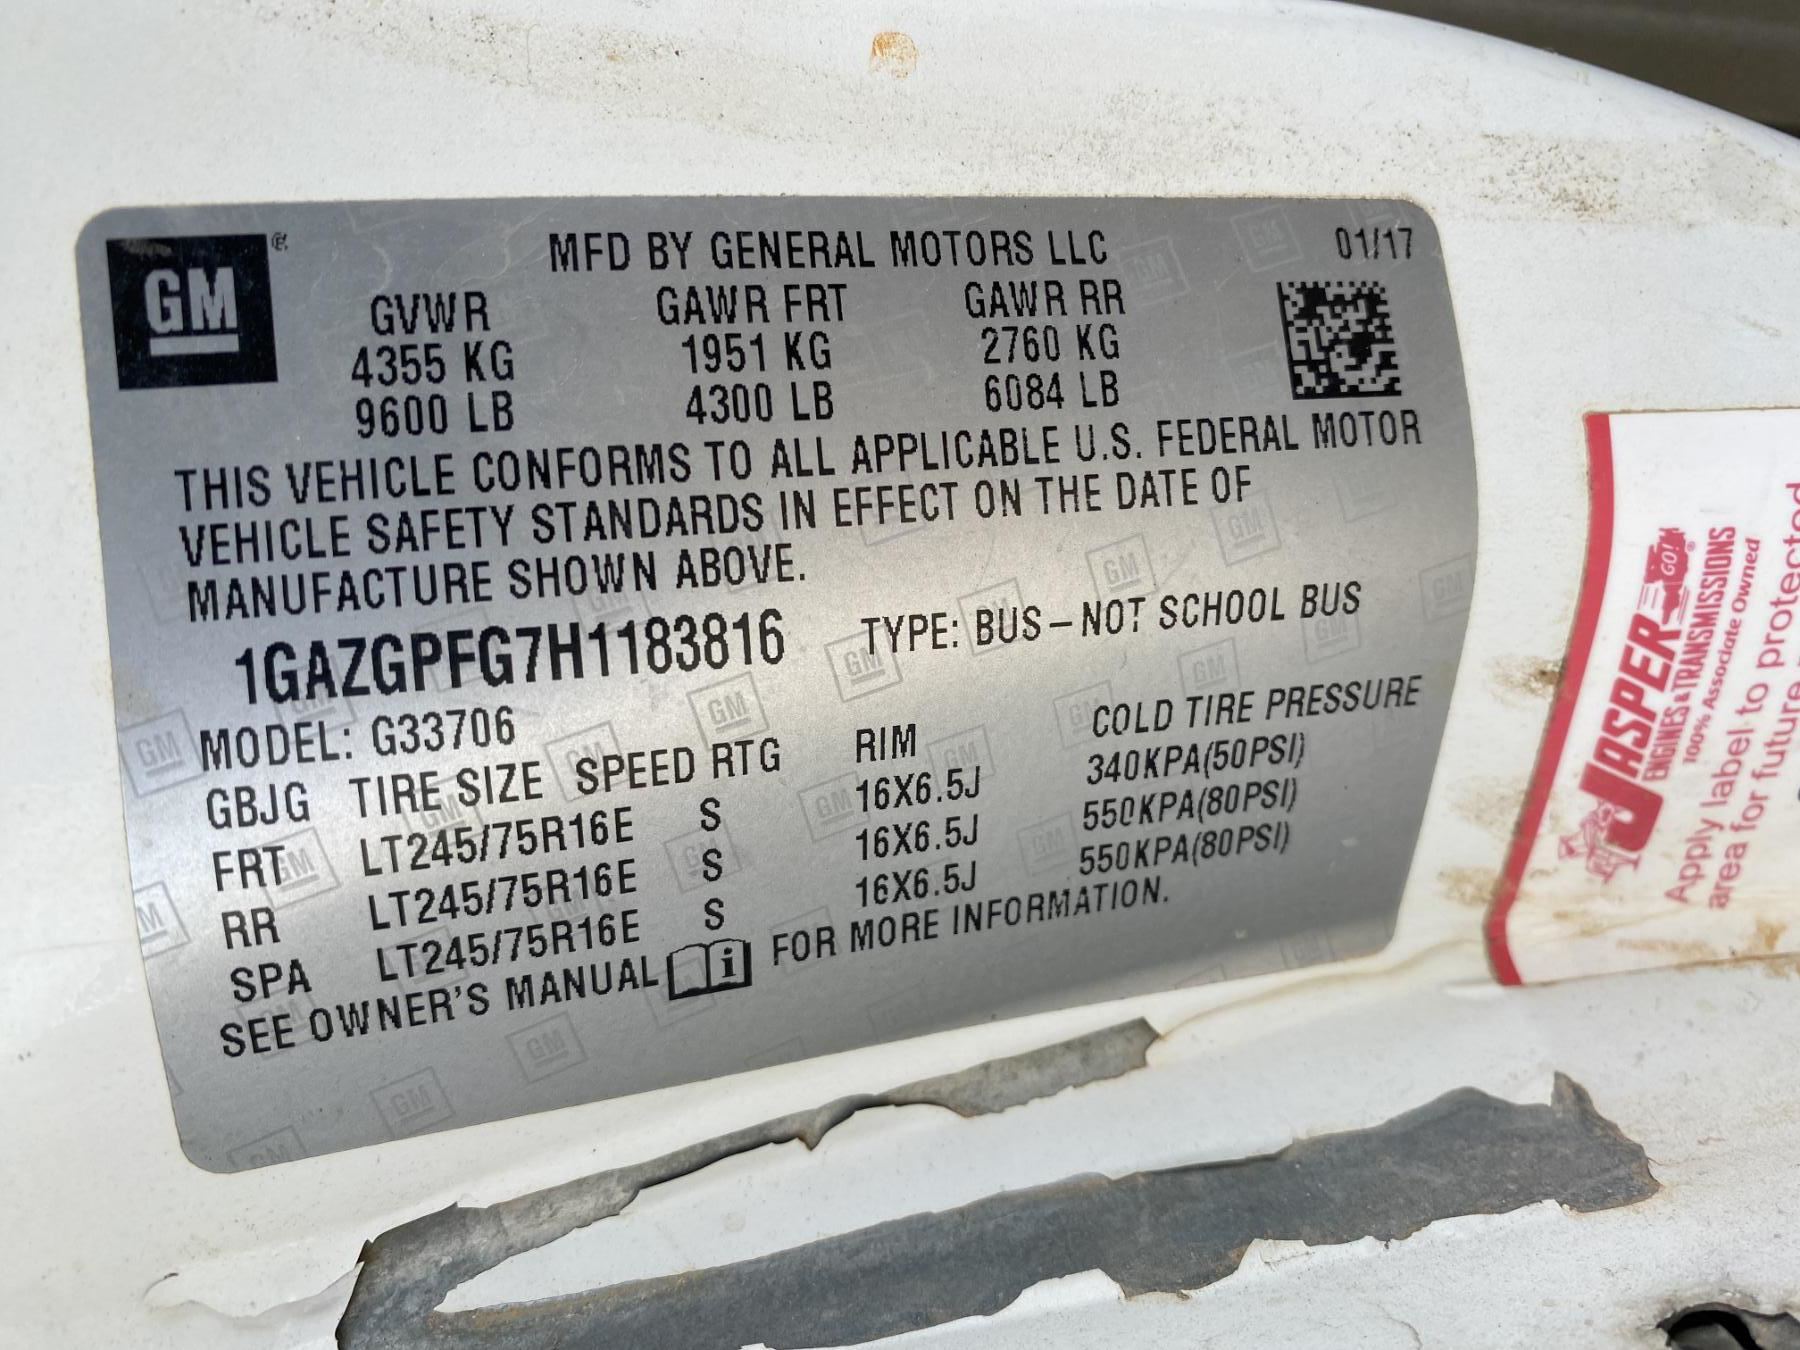 GM
MFD BY GENERAL MOTORS LLC 01/17
GVWR GAWR FRT GAWR RR
4355 KG 1951 KG 2760 KG
9600 LB 4300 LB 6084 LB
THIS VEHICLE CONFORMS TO ALL APPLICABLE U.S. FEDERAL MOTOR
VEHICLE SAFETY STANDARDS IN EFFECT ON THE DATE OF
MANUFACTURE SHOWN ABOVE.
1GAZGPFG7H1183816 TYPE: BUS-NOT SCHOOL BUS
MODEL: G33706
GBJG TIRE SIZE SPEED RTG RIM COLD TIRE PRESSURE
FRT LT245/75R16E S 16X6.5J 340KPA(50PSI)
RR LT245/75R16E S 16X6.5J 550KPA(80PSI)
SPA LT245/75R16E S 16X6.5J 550KPA(80PSI)
SEE OWNER'S MANUAL i FOR MORE INFORMATION.
GO!
JASPER®
ENGINES & TRANSMISSIONS
100% Associate Owned
Apply label to protected
area for future